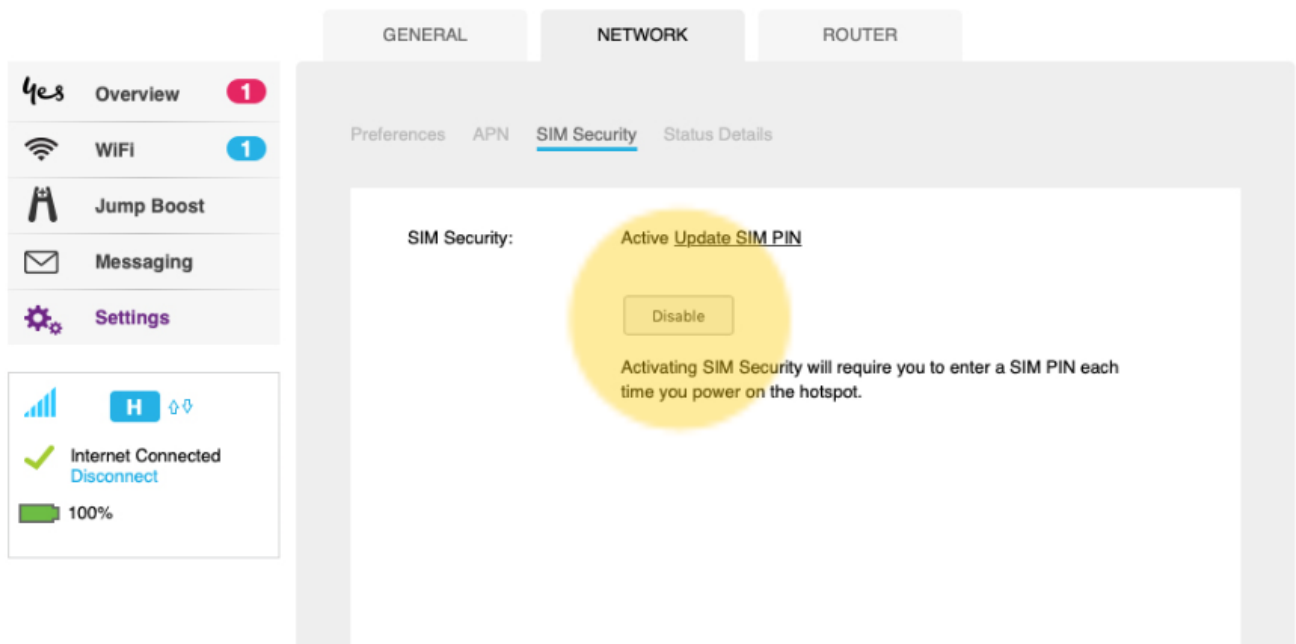 GENERAL NETWORK ROUTER
yes Overview 1
WiFi 1
Jump Boost
Messaging
Settings
H
Internet Connected
Disconnect
100%
Preferences APN SIM Security Status Details
SIM Security: Active Update SIM PIN
Disable
Activating SIM Security will require you to enter a SIM PIN each
time you power on the hotspot.